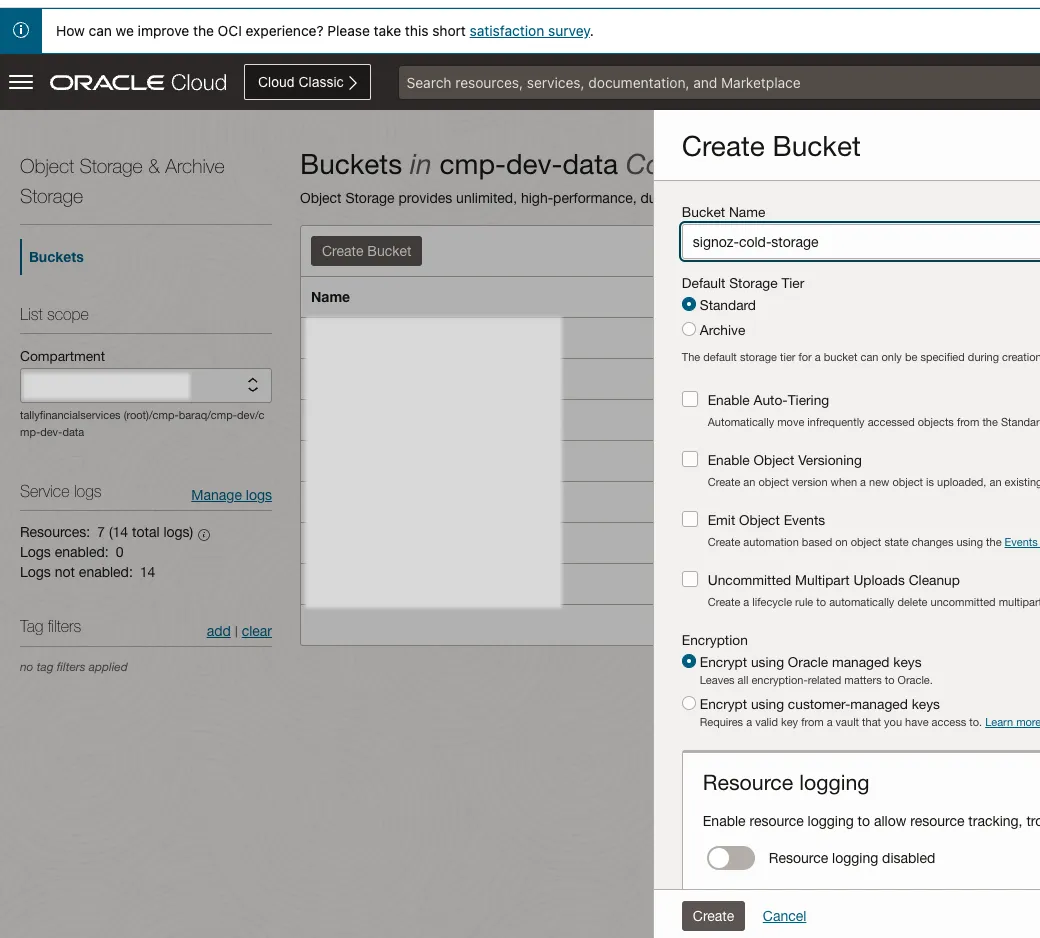 How can we improve the OCI experience? Please take this short satisfaction survey.
ORACLE Cloud
Cloud Classic
Search resources, services, documentation, and Marketplace
Object Storage & Archive
Storage
Buckets
List scope
Compartment
tallyfinancialservices (root)/cmp-baraq/cmp-dev/c
mp-dev-data
Service logs
Manage logs
Resources: 7 (14 total logs)
Logs enabled: 0
Logs not enabled: 14
Tag filters
add | clear
no tag filters applied
Buckets in cmp-dev-data Co
Object Storage provides unlimited, high-performance, du
Create Bucket
Name
Create Bucket
Bucket Name
signoz-cold-storage
Default Storage Tier
Standard
Archive
The default storage tier for a bucket can only be specified during creation
Enable Auto-Tiering
Automatically move infrequently accessed objects from the Standar
Enable Object Versioning
Create an object version when a new object is uploaded, an existing
Emit Object Events
Create automation based on object state changes using the Events
Uncommitted Multipart Uploads Cleanup
Create a lifecycle rule to automatically delete uncommitted multipart
Encryption
Encrypt using Oracle managed keys
Leaves all encryption-related matters to Oracle.
Encrypt using customer-managed keys
Requires a valid key from a vault that you have access to. Learn more
Resource logging
Enable resource logging to allow resource tracking, tro
Resource logging disabled
Create
Cancel